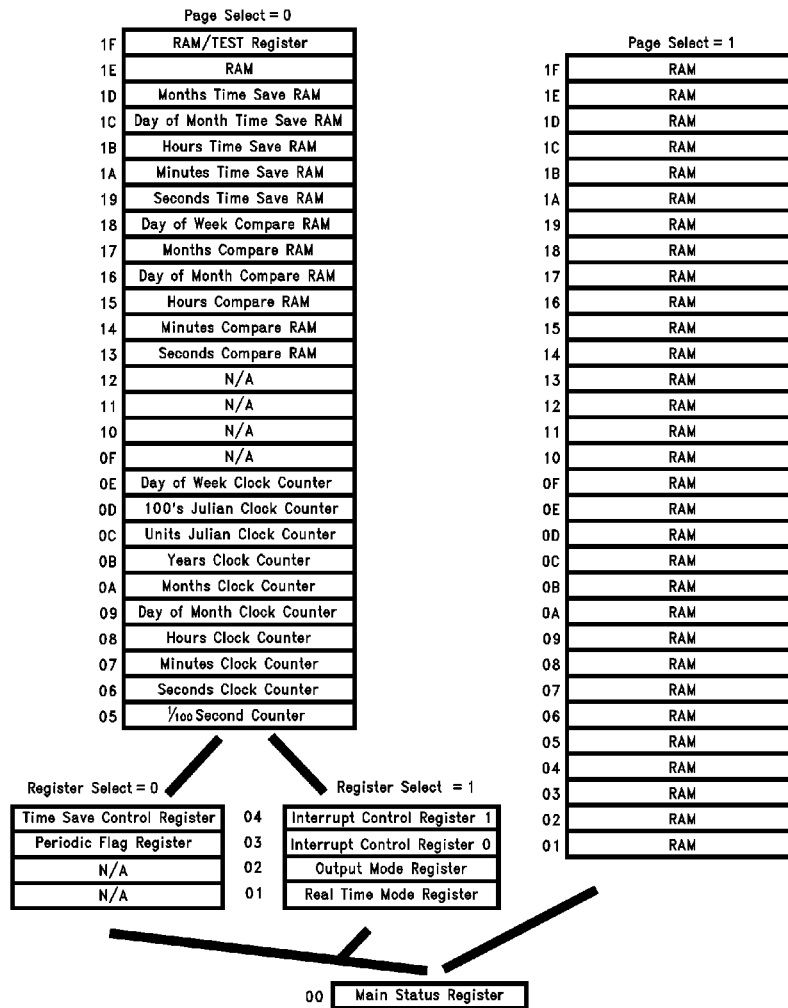 Page Select = 0
1F RAM/TEST Register
1E RAM
1D Months Time Save RAM
1C Day of Month Time Save RAM
1B Hours Time Save RAM
1A Minutes Time Save RAM
19 Seconds Time Save RAM
18 Day of Week Compare RAM
17 Months Compare RAM
16 Day of Month Compare RAM
15 Hours Compare RAM
14 Minutes Compare RAM
13 Seconds Compare RAM
12 N/A
11 N/A
10 N/A
0F N/A
0E Day of Week Clock Counter
0D 100's Julian Clock Counter
0C Units Julian Clock Counter
0B Years Clock Counter
0A Months Clock Counter
09 Day of Month Clock Counter
08 Hours Clock Counter
07 Minutes Clock Counter
06 Seconds Clock Counter
05 1/100 Second Counter
Page Select = 1
1F RAM
1E RAM
1D RAM
1C RAM
1B RAM
1A RAM
19 RAM
18 RAM
17 RAM
16 RAM
15 RAM
14 RAM
13 RAM
12 RAM
11 RAM
10 RAM
0F RAM
0E RAM
0D RAM
0C RAM
0B RAM
0A RAM
09 RAM
08 RAM
07 RAM
06 RAM
05 RAM
04 RAM
03 RAM
02 RAM
01 RAM
Register Select = 0 Register Select = 1
Time Save Control Register 04 Interrupt Control Register 1
Periodic Flag Register 03 Interrupt Control Register 0
N/A 02 Output Mode Register
N/A 01 Real Time Mode Register
00 Main Status Register